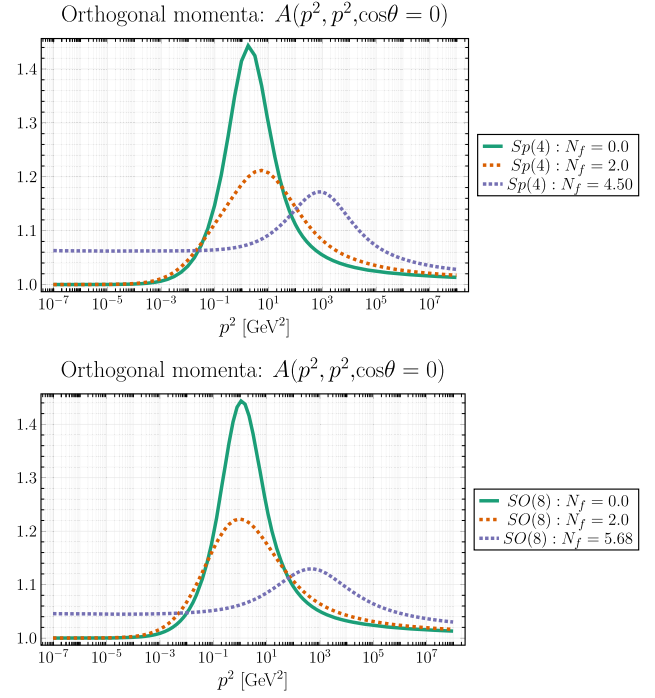 Orthogonal momenta: A(p², p²,cosθ = 0)
1.4
1.3
1.2
1.1
1.0
10⁻⁷ 10⁻⁵ 10⁻³ 10⁻¹ 10¹ 10³ 10⁵ 10⁷
p² [GeV²]
Sp(4) : N_f = 0.0
Sp(4) : N_f = 2.0
Sp(4) : N_f = 4.50
Orthogonal momenta: A(p², p²,cosθ = 0)
1.4
1.3
1.2
1.1
1.0
10⁻⁷ 10⁻⁵ 10⁻³ 10⁻¹ 10¹ 10³ 10⁵ 10⁷
p² [GeV²]
SO(8) : N_f = 0.0
SO(8) : N_f = 2.0
SO(8) : N_f = 5.68